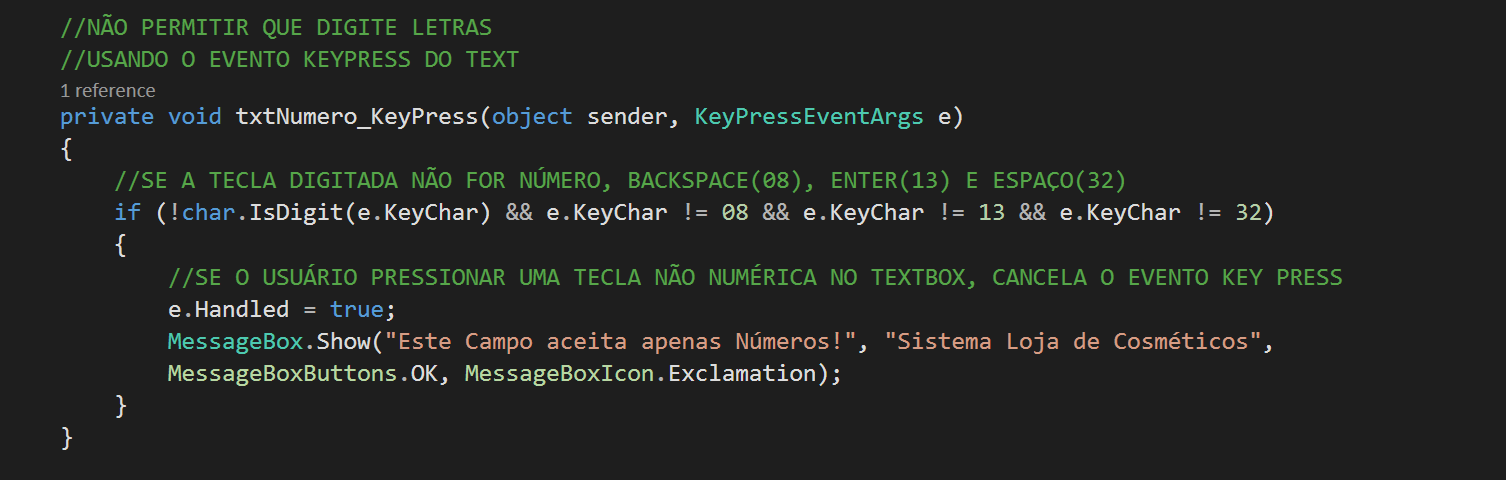 //NÃO PERMITIR QUE DIGITE LETRAS
//USANDO O EVENTO KEYPRESS DO TEXT
1 reference
private void txtNumero_KeyPress(object sender, KeyPressEventArgs e)
{
//SE A TECLA DIGITADA NÃO FOR NÚMERO, BACKSPACE(08), ENTER(13) E ESPAÇO(32)
if (!char.IsDigit(e.KeyChar) && e.KeyChar != 08 && e.KeyChar != 13 && e.KeyChar != 32)
{
//SE O USUÁRIO PRESSIONAR UMA TECLA NÃO NUMÉRICA NO TEXTBOX, CANCELA O EVENTO KEY PRESS
e.Handled = true;
MessageBox.Show("Este Campo aceita apenas Números!", "Sistema Loja de Cosméticos",
MessageBoxButtons.OK, MessageBoxIcon.Exclamation);
}
}